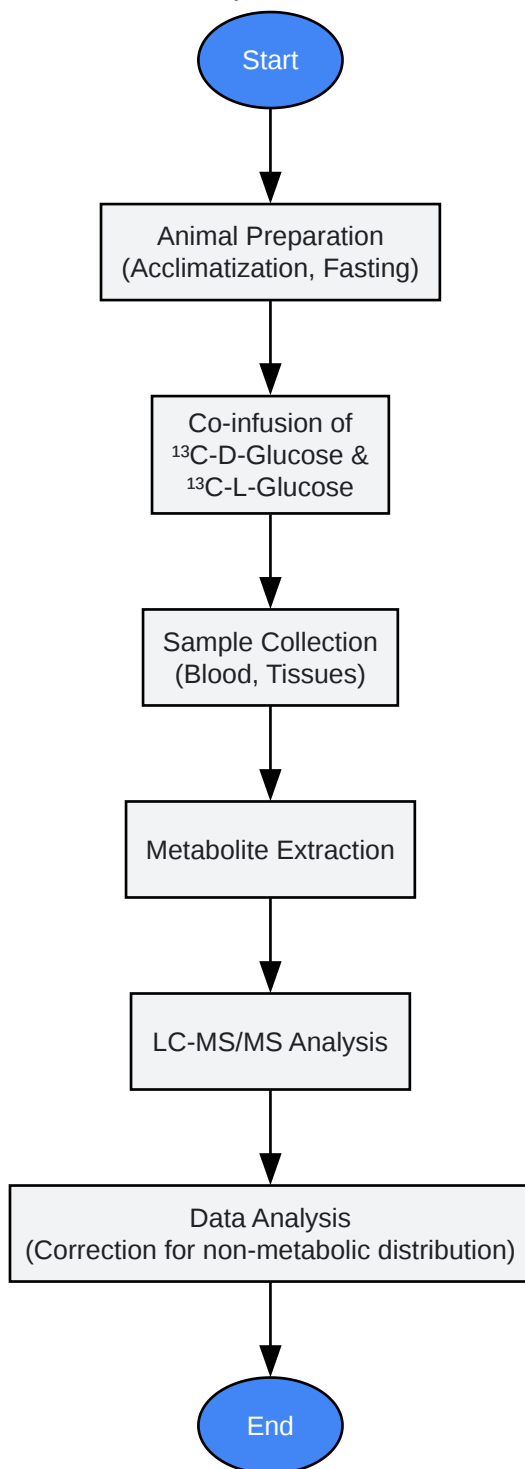 Start
Animal Preparation
(Acclimatization, Fasting)
Co-infusion of
¹³C-D-Glucose &
¹³C-L-Glucose
Sample Collection
(Blood, Tissues)
Metabolite Extraction
LC-MS/MS Analysis
Data Analysis
(Correction for non-metabolic distribution)
End